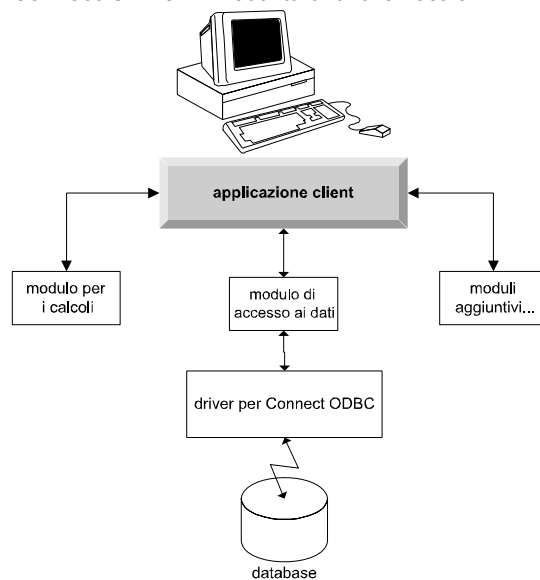 applicazione client
modulo per
i calcoli
modulo di
accesso ai dati
moduli
aggiuntivi...
driver per Connect ODBC
database